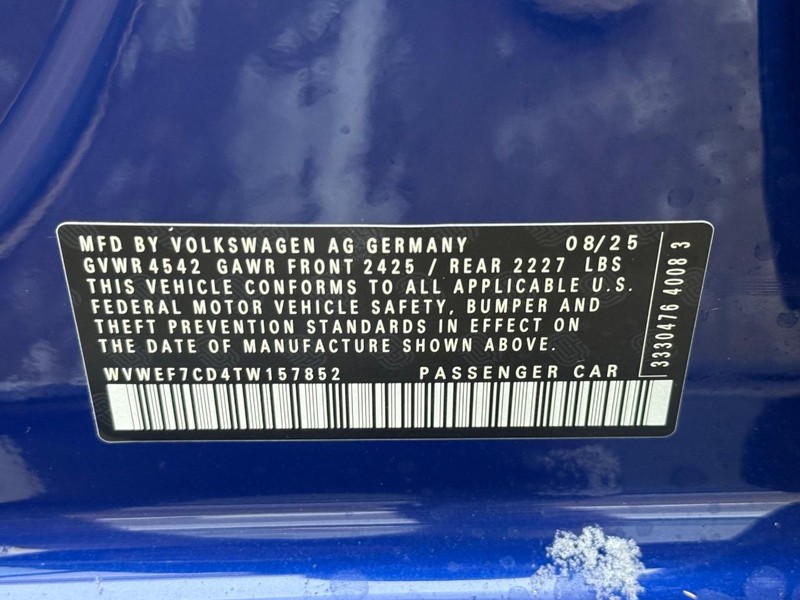 MFD BY VOLKSWAGEN AG GERMANY 08/25
GVWR 4542 GAWR FRONT 2425 / REAR 2227 LBS
THIS VEHICLE CONFORMS TO ALL APPLICABLE U.S.
FEDERAL MOTOR VEHICLE SAFETY, BUMPER AND
THEFT PREVENTION STANDARDS IN EFFECT ON
THE DATE OF MANUFACTURE SHOWN ABOVE.
WVWEF7CD4TW157852 PASSENGER CAR
3330476 40083